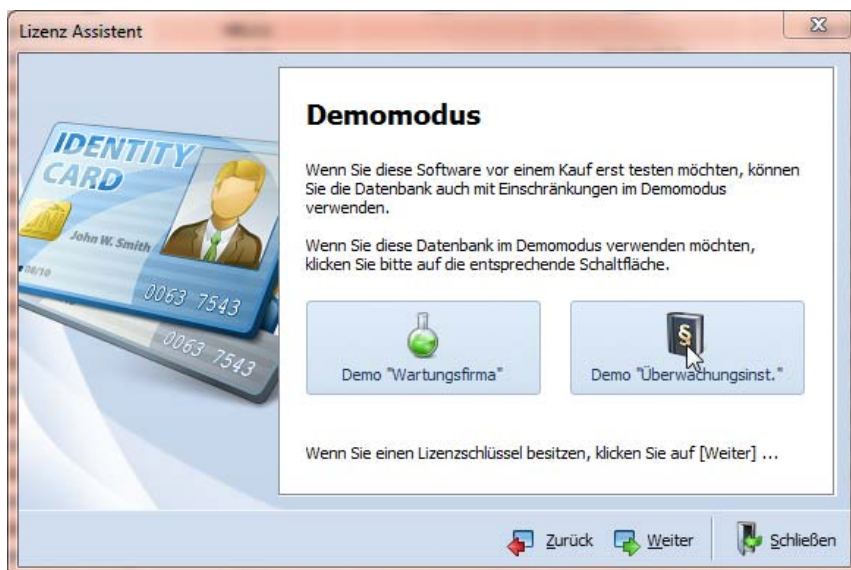 Lizenz Assistent
IDENTITY
CARD
John W. Smith
08/10
0063 7543
0063 7543
Demomodus
Wenn Sie diese Software vor einem Kauf erst testen möchten, können
Sie die Datenbank auch mit Einschränkungen im Demomodus
verwenden.
Wenn Sie diese Datenbank im Demomodus verwenden möchten,
klicken Sie bitte auf die entsprechende Schaltfläche.
Demo "Wartungsfirma"
Demo "Überwachungsinst."
Wenn Sie einen Lizenzschlüssel besitzen, klicken Sie auf [Weiter] ...
Zurück
Weiter
Schließen